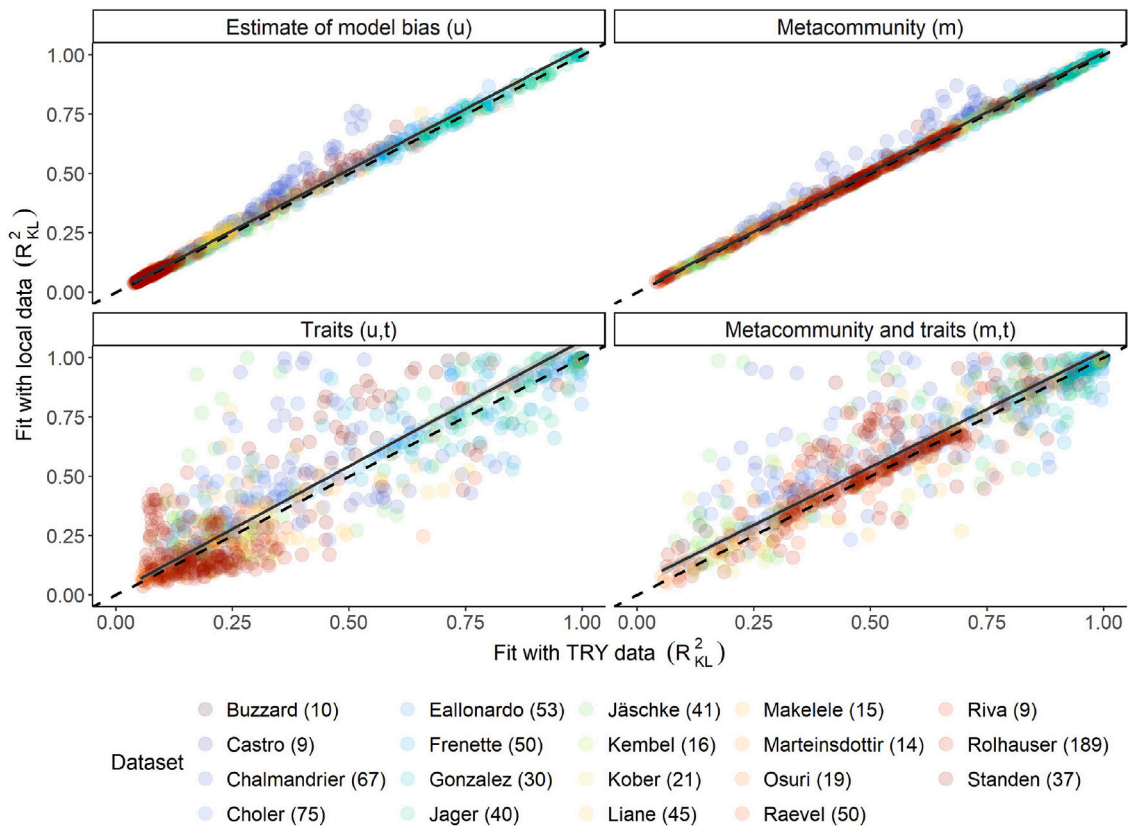 Estimate of model bias (u) Metacommunity (m)
1.00
0.75
0.50
0.25
0.00
Traits (u,t) Metacommunity and traits (m,t)
1.00
0.75
0.50
0.25
0.00
Fit with local data (R²KL)
0.00 0.25 0.50 0.75 1.00 0.00 0.25 0.50 0.75 1.00
Fit with TRY data (R²KL)
Dataset
Buzzard (10) Eallonardo (53) Jäschke (41) Makelele (15) Riva (9)
Castro (9) Frenette (50) Kembel (16) Marteinsdottir (14) Rolhauser (189)
Chalmandrier (67) Gonzalez (30) Kober (21) Osuri (19) Standen (37)
Choler (75) Jager (40) Liane (45) Raevel (50)